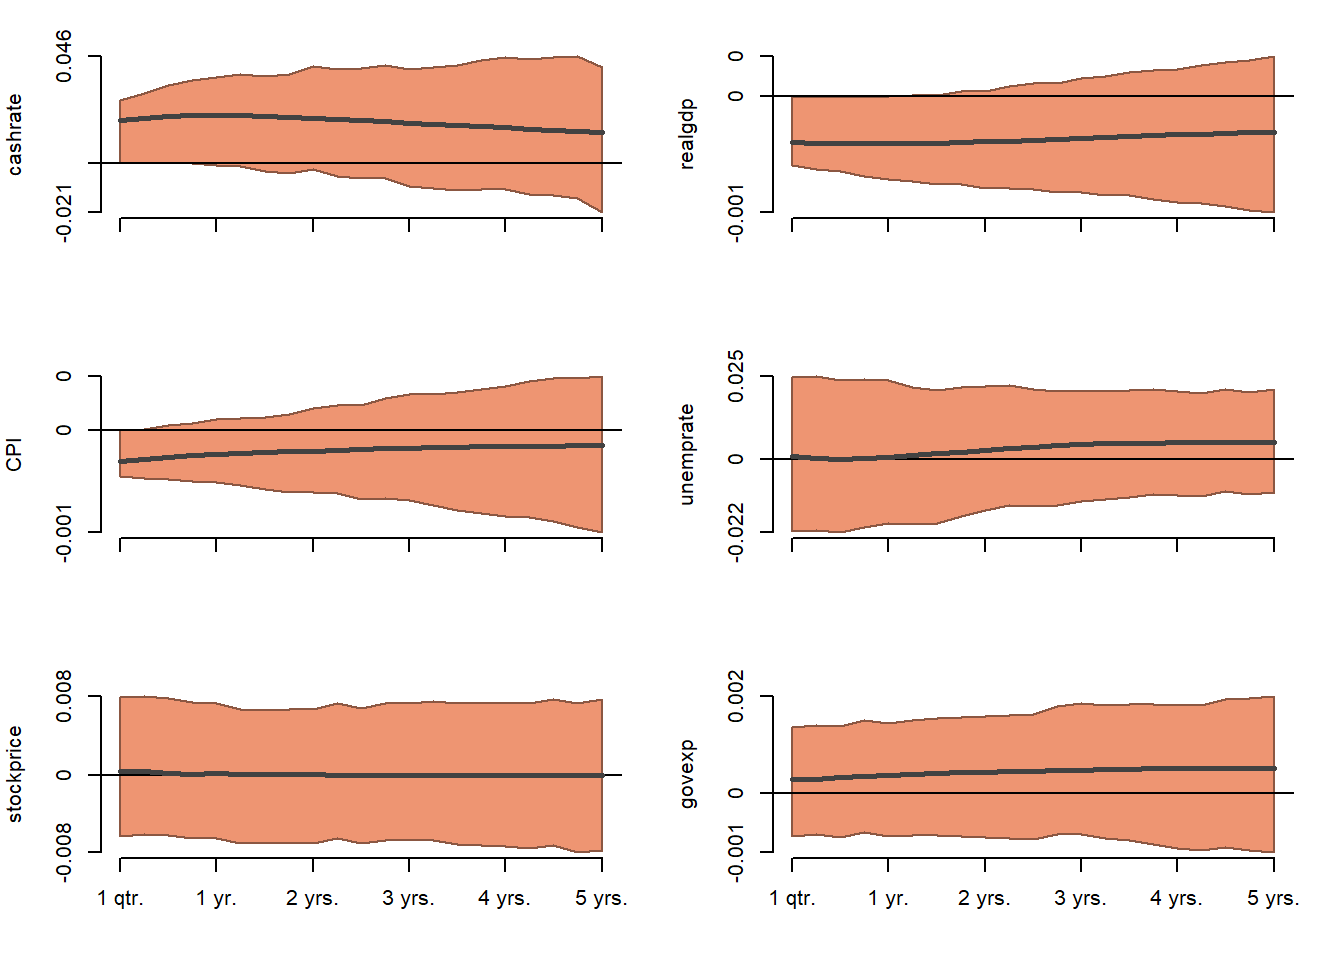 cashrate
0.046
-0.021
realgdp
0
0
-0.001
CPI
0
0
-0.001
unemprate
0.025
0
-0.022
stockprice
0.008
0
-0.008
1 qtr. 1 yr. 2 yrs. 3 yrs. 4 yrs. 5 yrs.
govexp
0.002
0
-0.001
1 qtr. 1 yr. 2 yrs. 3 yrs. 4 yrs. 5 yrs.